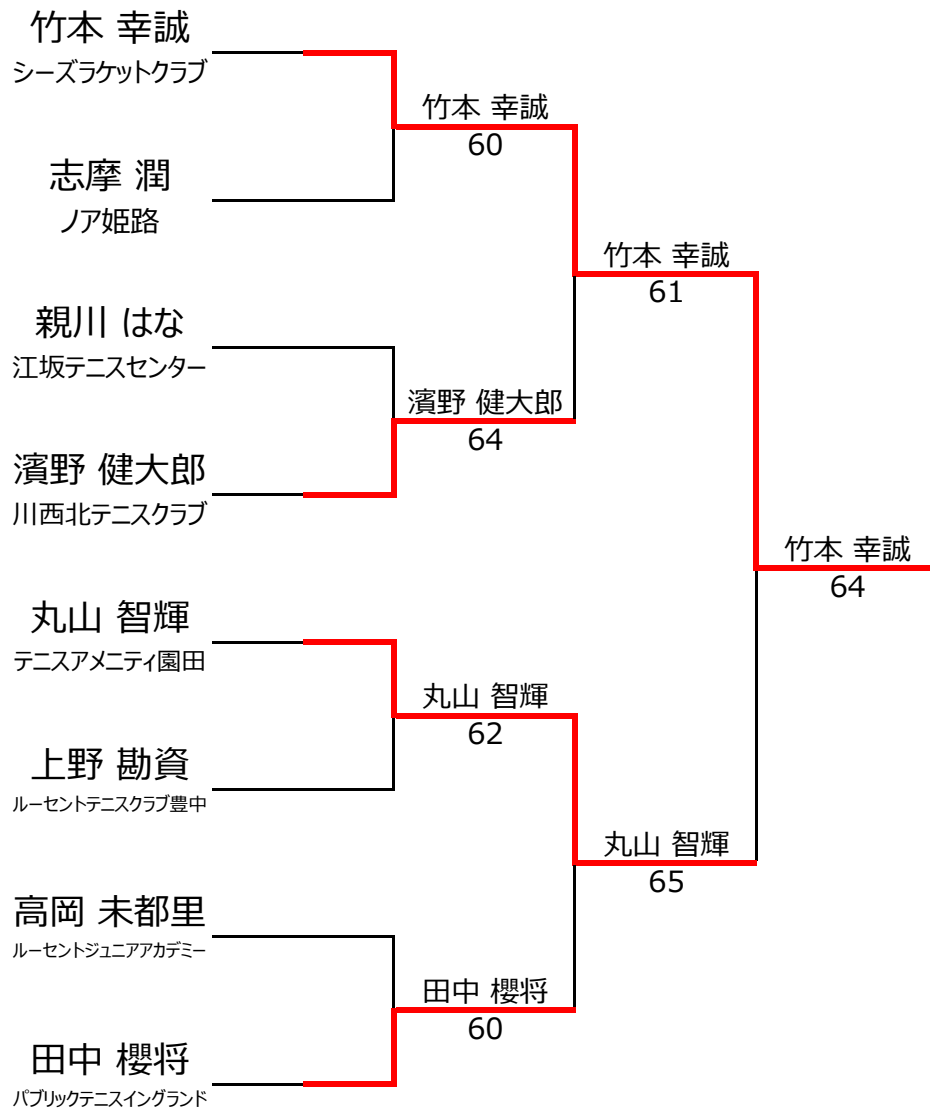 竹本 幸誠
シーズラケットクラブ
志摩 潤
ノア姫路
親川 はな
江坂テニスセンター
濱野 健大郎
川西北テニスクラブ
丸山 智輝
テニスアメニティ園田
上野 勘資
ルーセントテニスクラブ豊中
高岡 未都里
ルーセントジュニアアカデミー
田中 櫻将
パブリックテニスイングランド
竹本 幸誠
60
濱野 健大郎
64
丸山 智輝
62
田中 櫻将
60
竹本 幸誠
61
丸山 智輝
65
竹本 幸誠
64